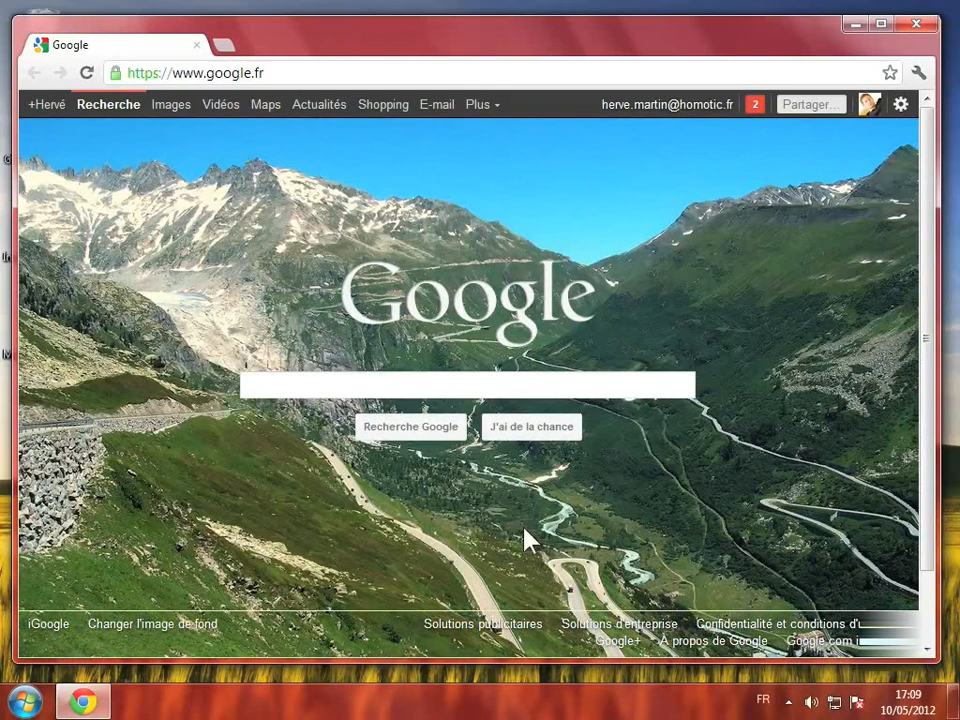 Google
https://www.google.fr
+Hervé Recherche Images Vidéos Maps Actualités Shopping E-mail Plus herve.martin@homotic.fr 2 Partager...
Google
Recherche Google J'ai de la chance
iGoogle Changer l'image de fond Solutions publicitaires Solutions d'entreprise Confidentialité et conditions d'u
Google+ À propos de Google Google.com i
FR 17:09
10/05/2012